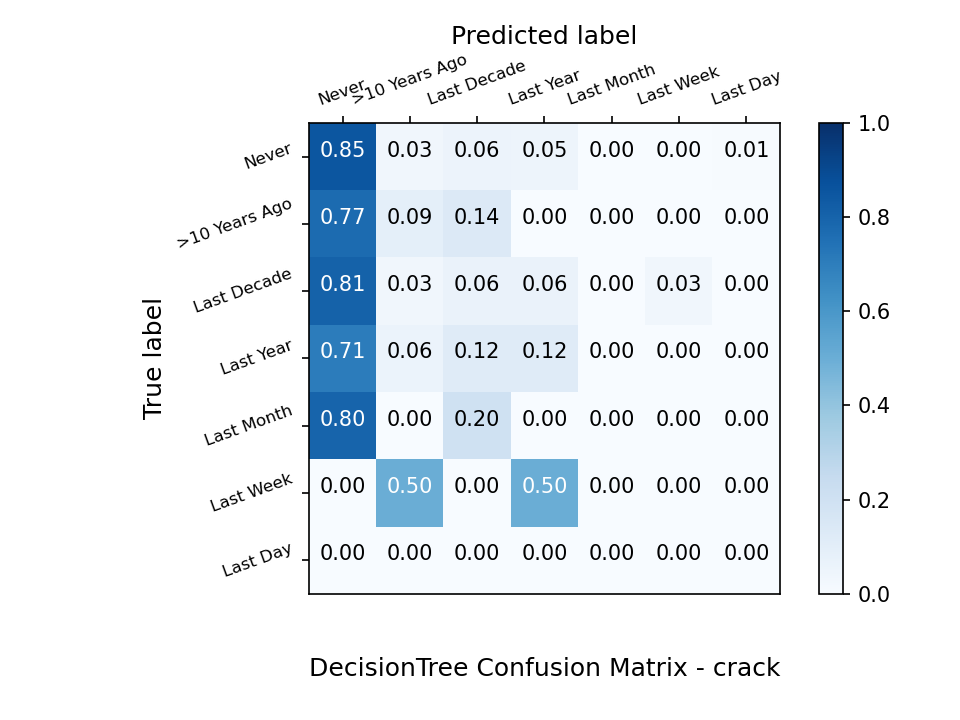 Predicted label
Never >10 Years Ago Last Decade Last Year Last Month Last Week Last Day
1.0
Never 0.85 0.03 0.06 0.05 0.00 0.00 0.01
>10 Years Ago 0.77 0.09 0.14 0.00 0.00 0.00 0.00
0.8
Last Decade 0.81 0.03 0.06 0.06 0.00 0.03 0.00
0.6
True label
Last Year 0.71 0.06 0.12 0.12 0.00 0.00 0.00
0.4
Last Month 0.80 0.00 0.20 0.00 0.00 0.00 0.00
Last Week 0.00 0.50 0.00 0.50 0.00 0.00 0.00
0.2
Last Day 0.00 0.00 0.00 0.00 0.00 0.00 0.00
0.0
DecisionTree Confusion Matrix - crack